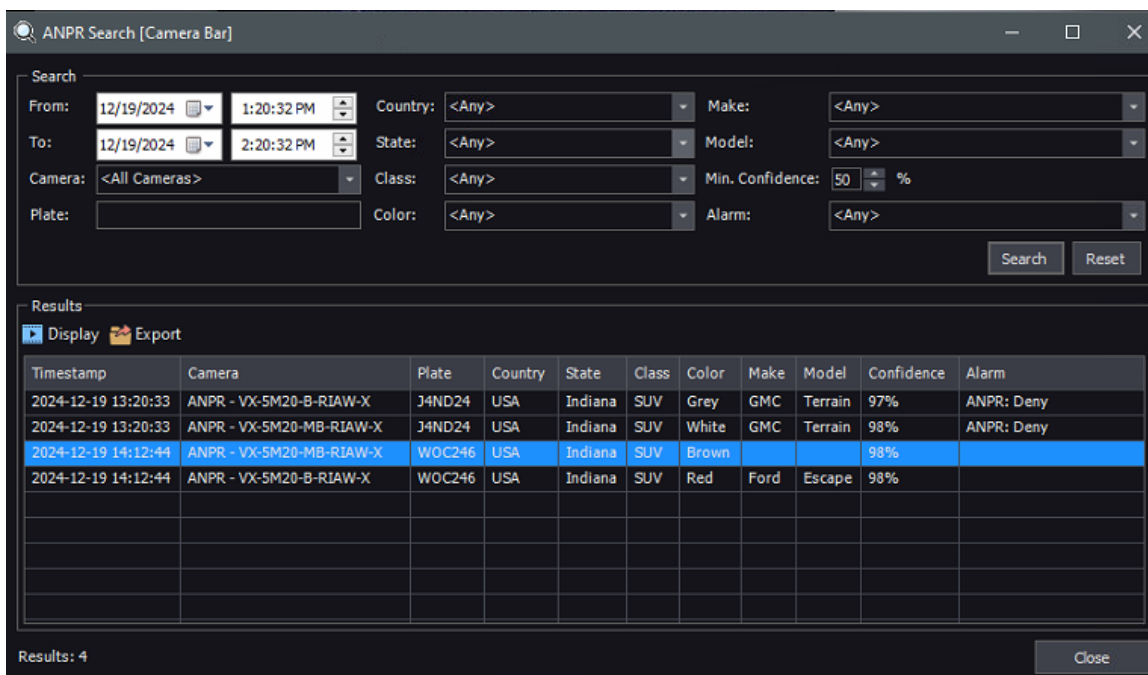 ANPR Search [Camera Bar]
Search
From: 12/19/2024 1:20:32 PM Country: <Any> Make: <Any>
To: 12/19/2024 2:20:32 PM State: <Any> Model: <Any>
Camera: <All Cameras> Class: <Any> Min. Confidence: 50 %
Plate: Color: <Any> Alarm: <Any>
Search Reset
Results
Display Export
Timestamp Camera Plate Country State Class Color Make Model Confidence Alarm
2024-12-19 13:20:33 ANPR - VX-5M20-B-RIAW-X J4ND24 USA Indiana SUV Grey GMC Terrain 97% ANPR: Deny
2024-12-19 13:20:33 ANPR - VX-5M20-MB-RIAW-X J4ND24 USA Indiana SUV White GMC Terrain 98% ANPR: Deny
2024-12-19 14:12:44 ANPR - VX-5M20-MB-RIAW-X WOC246 USA Indiana SUV Brown 98%
2024-12-19 14:12:44 ANPR - VX-5M20-B-RIAW-X WOC246 USA Indiana SUV Red Ford Escape 98%
Results: 4 Close